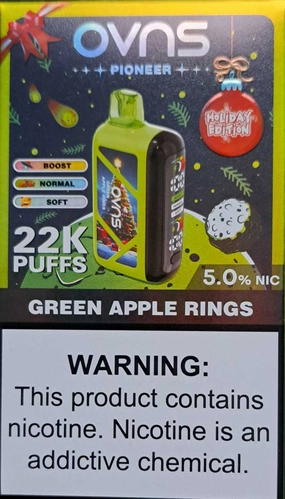 OVNS
PIONEER
HOLIDAY
EDITION
BOOST
NORMAL
SOFT
OVNS
22K
PUFFS
5.0% NIC
GREEN APPLE RINGS
WARNING:
This product contains
nicotine. Nicotine is an
addictive chemical.